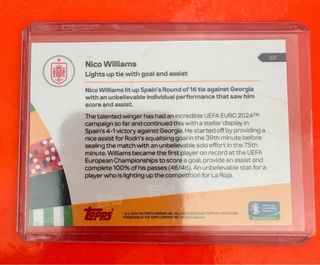 Nico Williams
Lights up tie with goal and assist
Nico Williams lit up Spain's Round of 16 tie against Georgia
with an unbelievable individual performance that saw him
score and assist.
The talented winger has had an incredible UEFA EURO 2024™
campaign so far and continued this with a stellar display in
Spain's 4-1 victory against Georgia. He started off by providing a
nice assist for Rodri's equalising goal in the 39th minute before
sealing the match with an unbelievable solo effort in the 75th
minute. Williams became the first player on record at the UEFA
European Championships to score a goal, provide an assist and
complete 100% of his passes (46/46). An unbelievable stat for a
player who is lighting up the competition for La Roja.
Topps